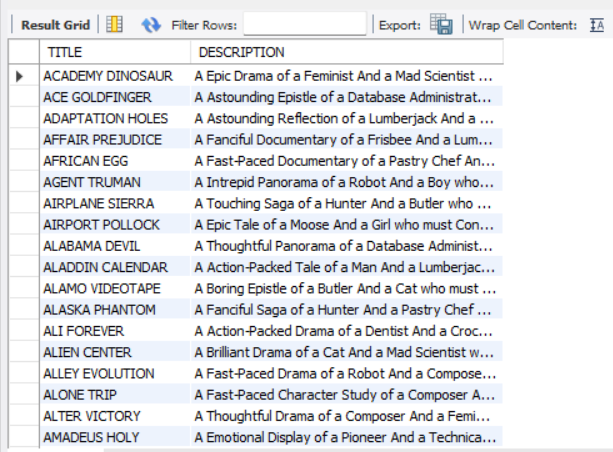 Result Grid Filter Rows: Export: Wrap Cell Content: IA
TITLE DESCRIPTION
ACADEMY DINOSAUR A Epic Drama of a Feminist And a Mad Scientist ...
ACE GOLDFINGER A Astounding Epistle of a Database Administrat...
ADAPTATION HOLES A Astounding Reflection of a Lumberjack And a ...
AFFAIR PREJUDICE A Fanciful Documentary of a Frisbee And a Lum...
AFRICAN EGG A Fast-Paced Documentary of a Pastry Chef An...
AGENT TRUMAN A Intrepid Panorama of a Robot And a Boy who...
AIRPLANE SIERRA A Touching Saga of a Hunter And a Butler who ...
AIRPORT POLLOCK A Epic Tale of a Moose And a Girl who must Con...
ALABAMA DEVIL A Thoughtful Panorama of a Database Administ...
ALADDIN CALENDAR A Action-Packed Tale of a Man And a Lumberjac...
ALAMO VIDEOTAPE A Boring Epistle of a Butler And a Cat who must ...
ALASKA PHANTOM A Fanciful Saga of a Hunter And a Pastry Chef ...
ALI FOREVER A Action-Packed Drama of a Dentist And a Croc...
ALIEN CENTER A Brilliant Drama of a Cat And a Mad Scientist w...
ALLEY EVOLUTION A Fast-Paced Drama of a Robot And a Compose...
ALONE TRIP A Fast-Paced Character Study of a Composer A...
ALTER VICTORY A Thoughtful Drama of a Composer And a Femi...
AMADEUS HOLY A Emotional Display of a Pioneer And a Technica...